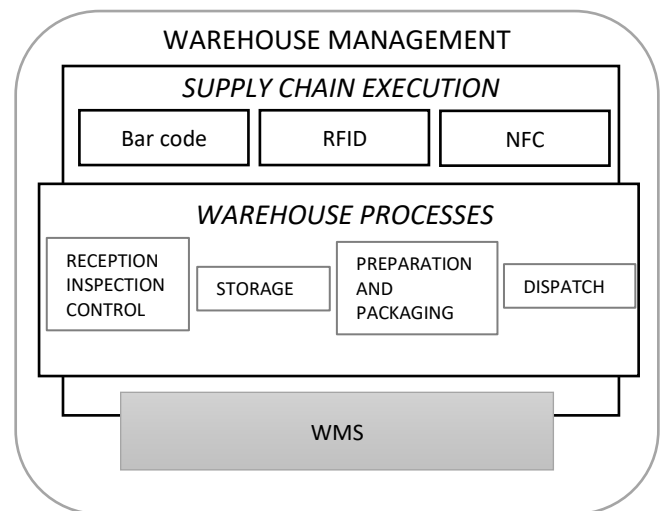 WAREHOUSE MANAGEMENT
SUPPLY CHAIN EXECUTION
Bar code
RFID
NFC
WAREHOUSE PROCESSES
RECEPTION
INSPECTION
CONTROL
STORAGE
PREPARATION
AND
PACKAGING
DISPATCH
WMS